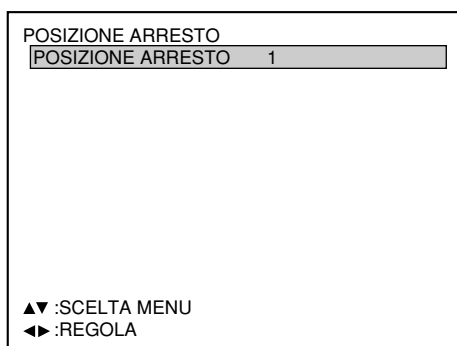 POSIZIONE ARRESTO
POSIZIONE ARRESTO 1
▲▼ :SCELTA MENU
◄► :REGOLA